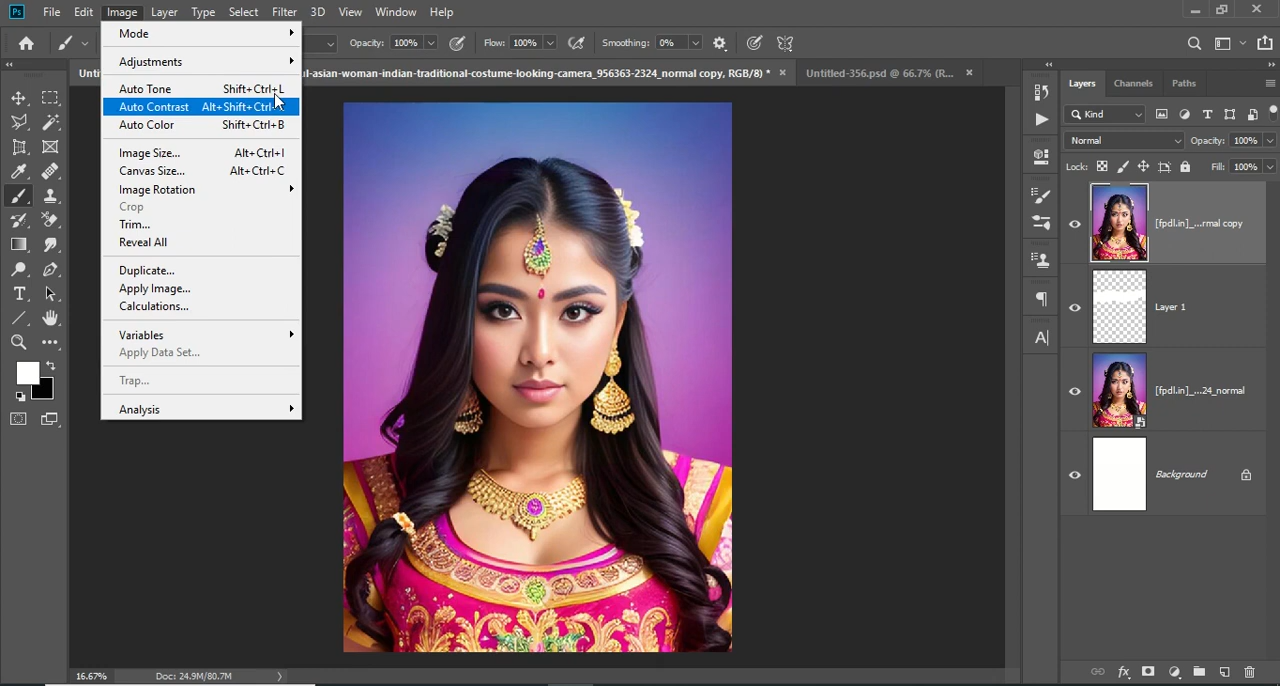 Ps File Edit Image Layer Type Select Filter 3D View Window Help
Opacity: 100% Flow: 100% Smoothing: 0%
ul-asian-woman-indian-traditional-costume-looking-camera_956363-2324_normal copy, RGB/8) * × Untitled-356.psd @ 66.7% (R... ×
Mode
Adjustments
Auto Tone Shift+Ctrl+L
Auto Contrast Alt+Shift+Ctrl+
Auto Color Shift+Ctrl+B
Image Size... Alt+Ctrl+I
Canvas Size... Alt+Ctrl+C
Image Rotation
Crop
Trim...
Reveal All
Duplicate...
Apply Image...
Calculations...
Variables
Apply Data Set...
Trap...
Analysis
Layers Channels Paths
Kind
Normal Opacity: 100%
Lock: Fill: 100%
[fpdl.in]_...rmal copy
Layer 1
[fpdl.in]_...24_normal
Background
16.67% Doc: 24.9M/80.7M